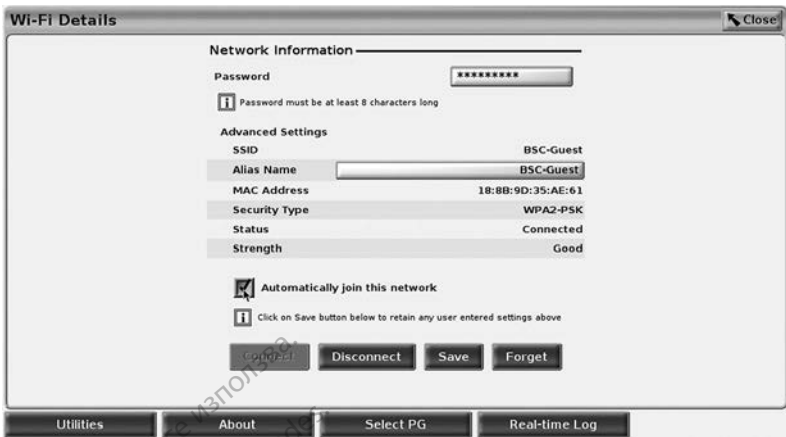 Wi-Fi Details
Close
Network Information
Password
*********
i Password must be at least 8 characters long
Advanced Settings
SSID BSC-Guest
Alias Name BSC-Guest
MAC Address 18:8B:9D:35:AE:61
Security Type WPA2-PSK
Status Connected
Strength Good
Automatically join this network
i Click on Save button below to retain any user entered settings above
Connect Disconnect Save Forget
Utilities About Select PG Real-time Log
използва.